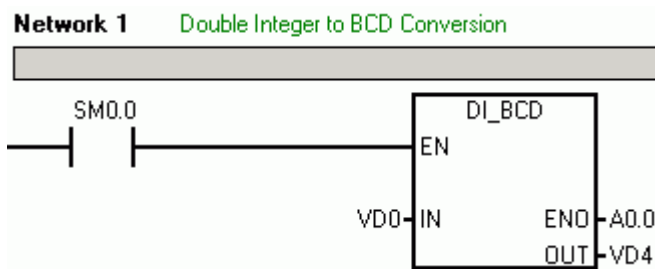 Network 1 Double Integer to BCD Conversion
SM0.0
DI_BCD
EN
VD0 IN ENO A0.0
OUT VD4